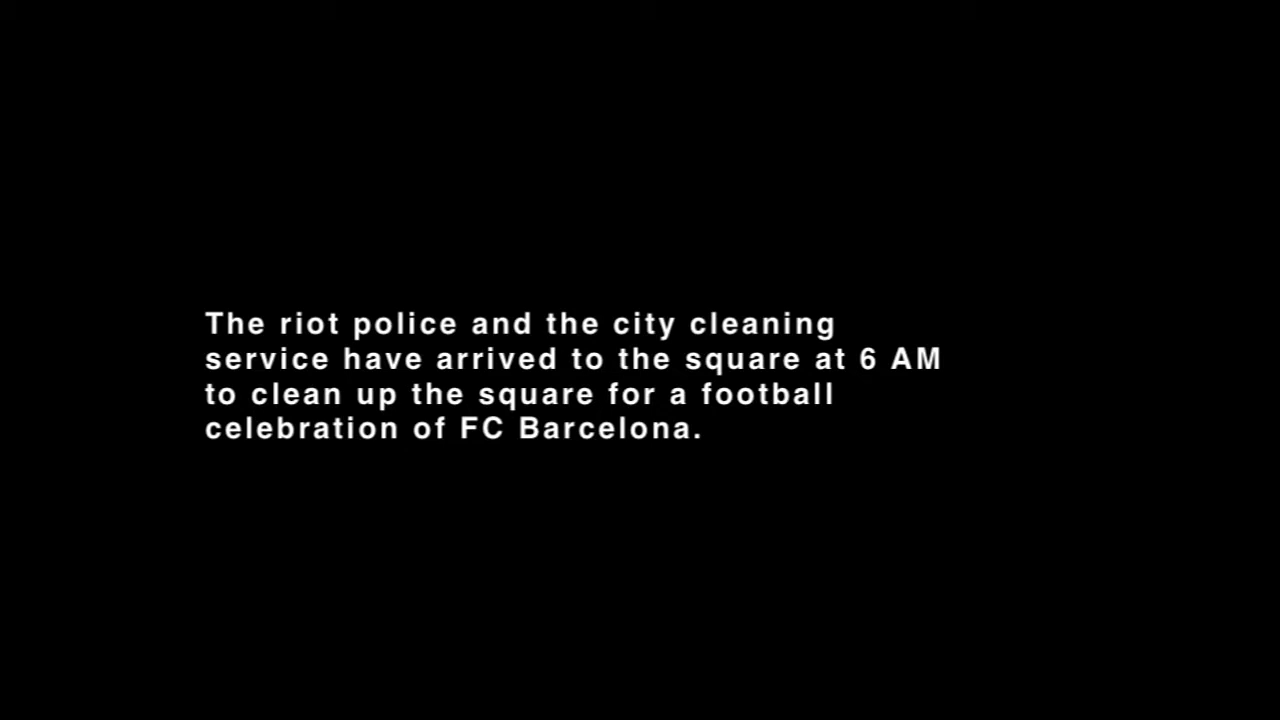 The riot police and the city cleaning
service have arrived to the square at 6 AM
to clean up the square for a football
celebration of FC Barcelona.